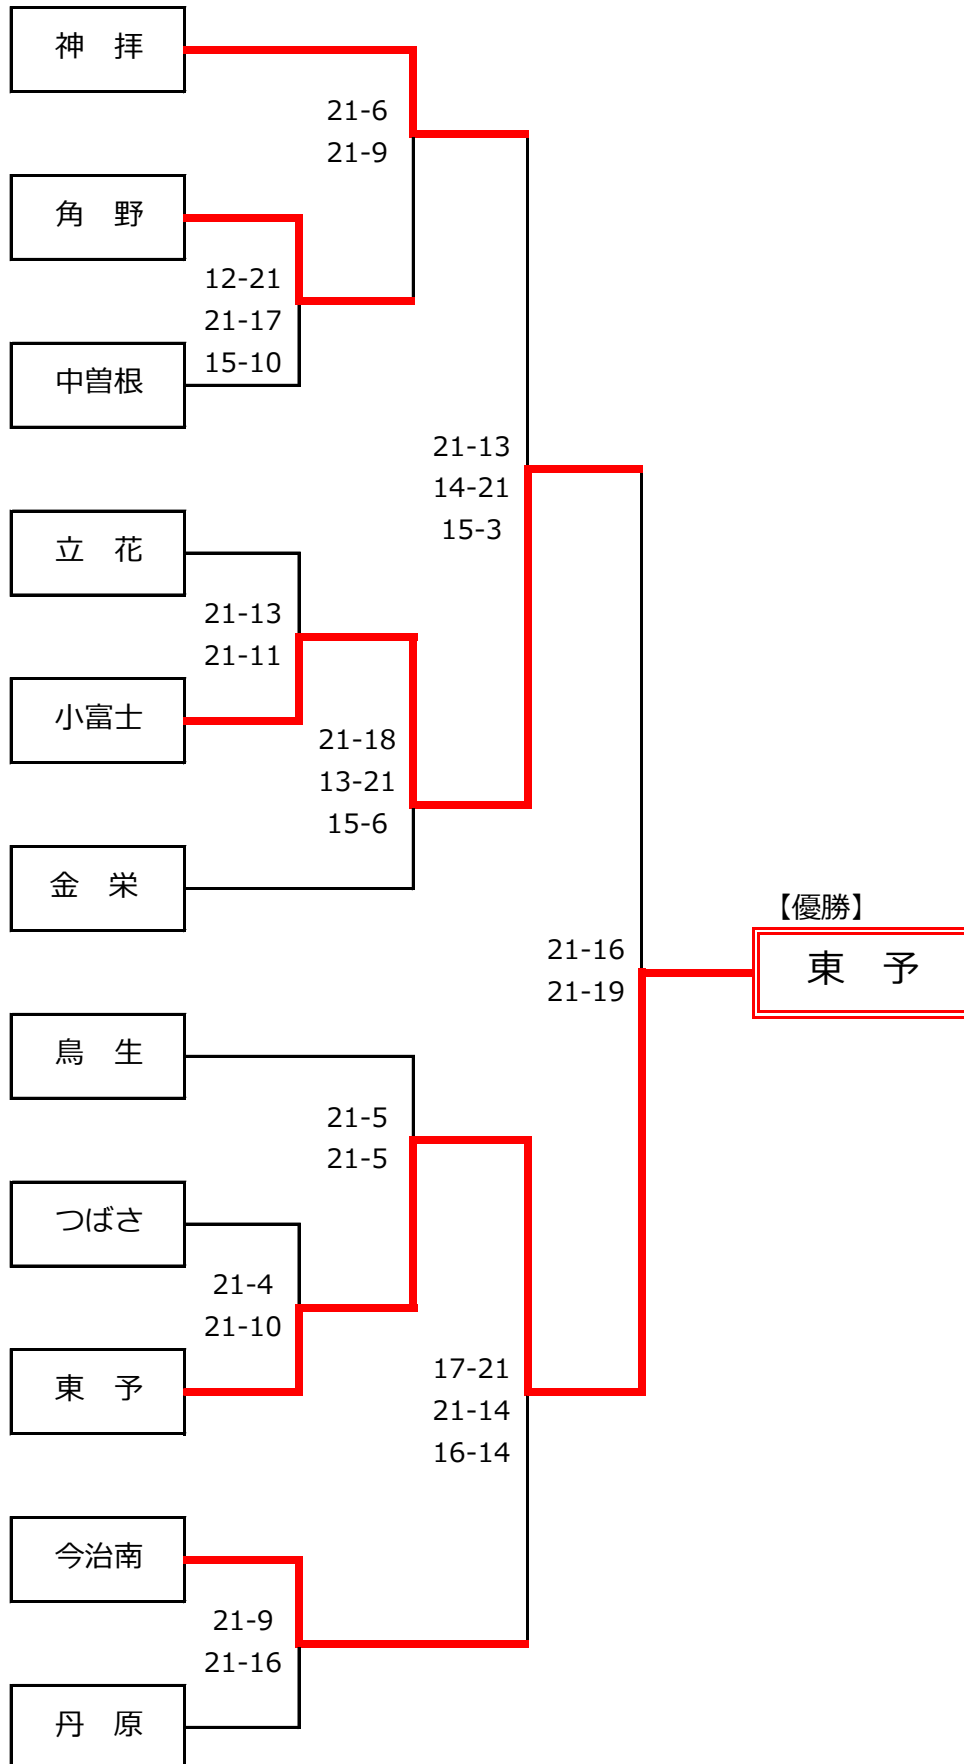 神　拝
21-6
21-9
角　野
12-21
21-17
15-10
中曽根
21-13
14-21
15-3
立　花
21-13
21-11
小富士
21-18
13-21
15-6
金　栄
【優勝】
東　予
21-16
21-19
鳥　生
21-5
21-5
つばさ
21-4
21-10
東　予
17-21
21-14
16-14
今治南
21-9
21-16
丹　原